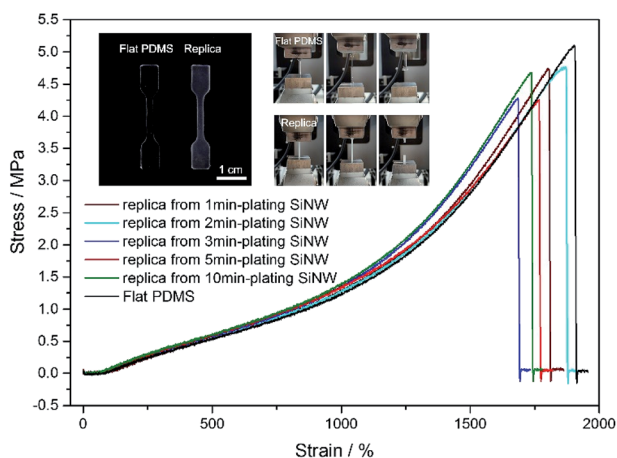 Flat PDMS Replica
1 cm
Flat PDMS
Replica
replica from 1min-plating SiNW
replica from 2min-plating SiNW
replica from 3min-plating SiNW
replica from 5min-plating SiNW
replica from 10min-plating SiNW
Flat PDMS
Stress / MPa
5.5
5.0
4.5
4.0
3.5
3.0
2.5
2.0
1.5
1.0
0.5
0.0
-0.5
0 500 1000 1500 2000
Strain / %